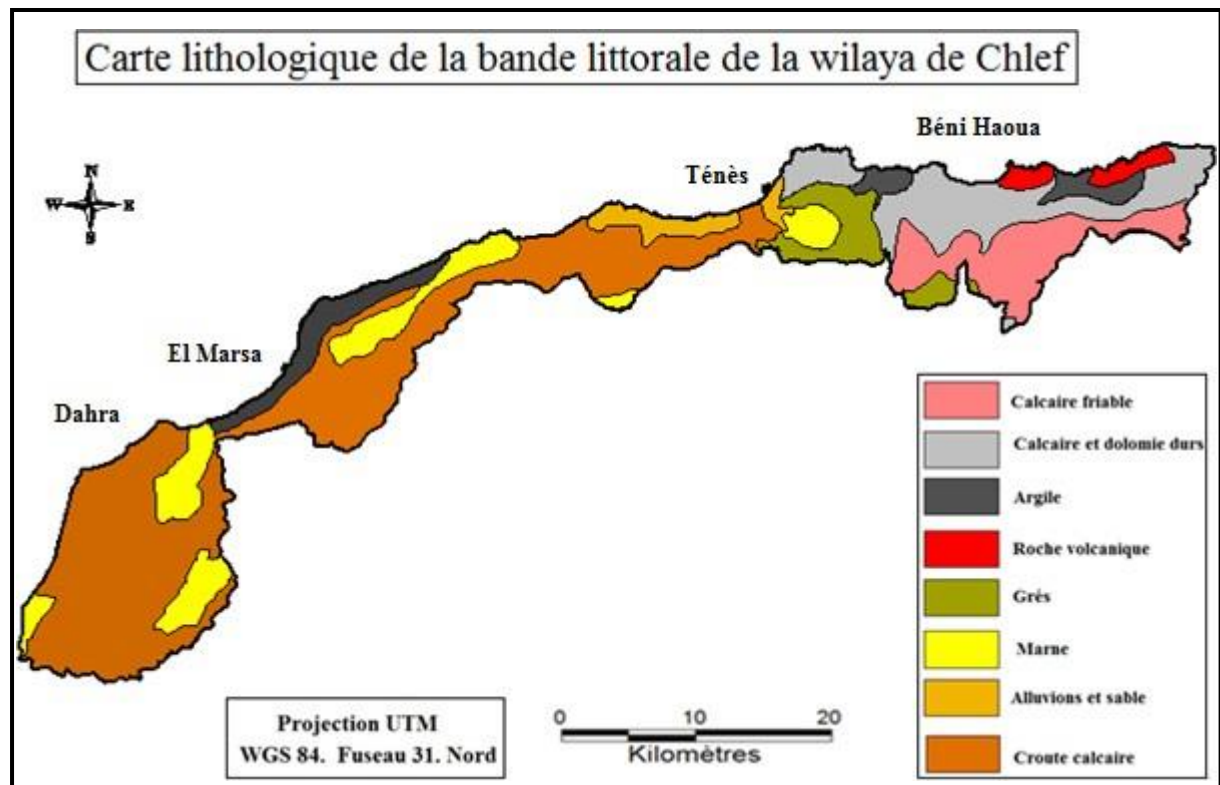 Carte lithologique de la bande littorale de la wilaya de Chlef
Béni Haoua
Ténès
N
W E
S
El Marsa
Dahra
Calcaire friable
Calcaire et dolomie durs
Argile
Roche volcanique
Grés
Marne
Alluvions et sable
Croute calcaire
Projection UTM
WGS 84. Fuseau 31. Nord
0 10 20
Kilomètres